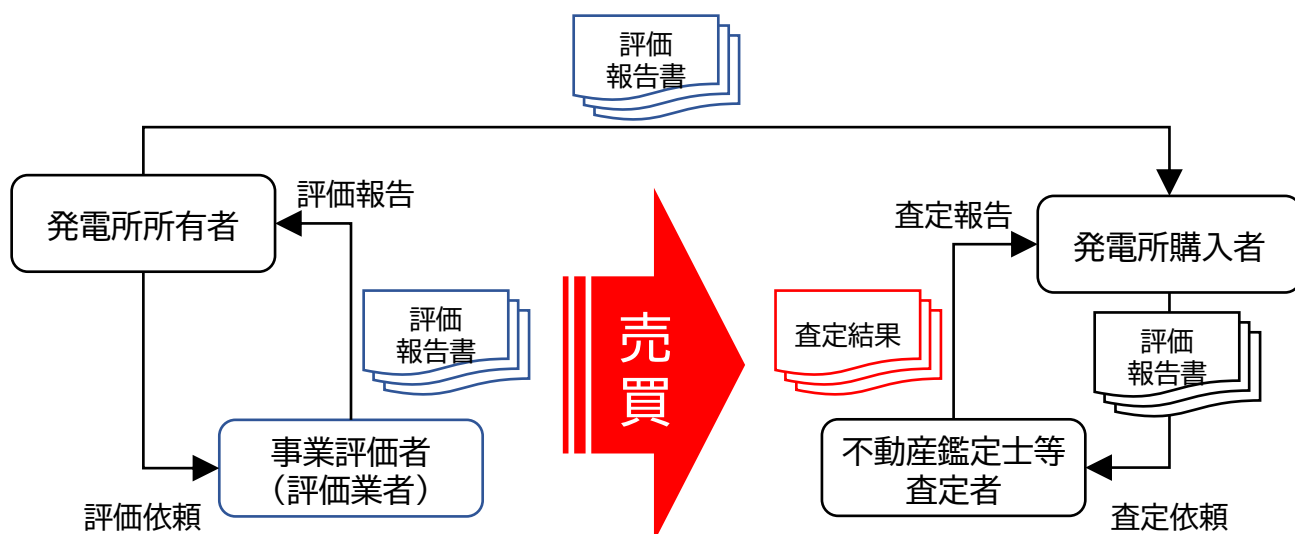 評価
報告書
発電所所有者
評価報告
評価
報告書
事業評価者
（評価業者）
評価依頼
売
買
査定報告
発電所購入者
査定結果
評価
報告書
不動産鑑定士等
査定者
査定依頼